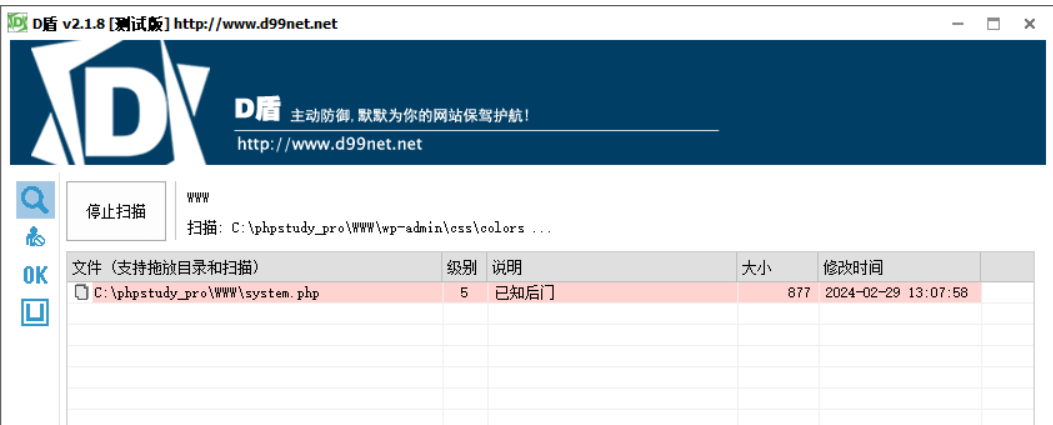 D盾 v2.1.8 [测试版] http://www.d99net.net
D盾 主动防御,默默为你的网站保驾护航!
http://www.d99net.net
停止扫描
WWW
扫描: C:\phpstudy_pro\WWW\wp-admin\css\colors ...
OK
文件 (支持拖放目录和扫描) 级别 说明 大小 修改时间
C:\phpstudy_pro\WWW\system.php 5 已知后门 877 2024-02-29 13:07:58